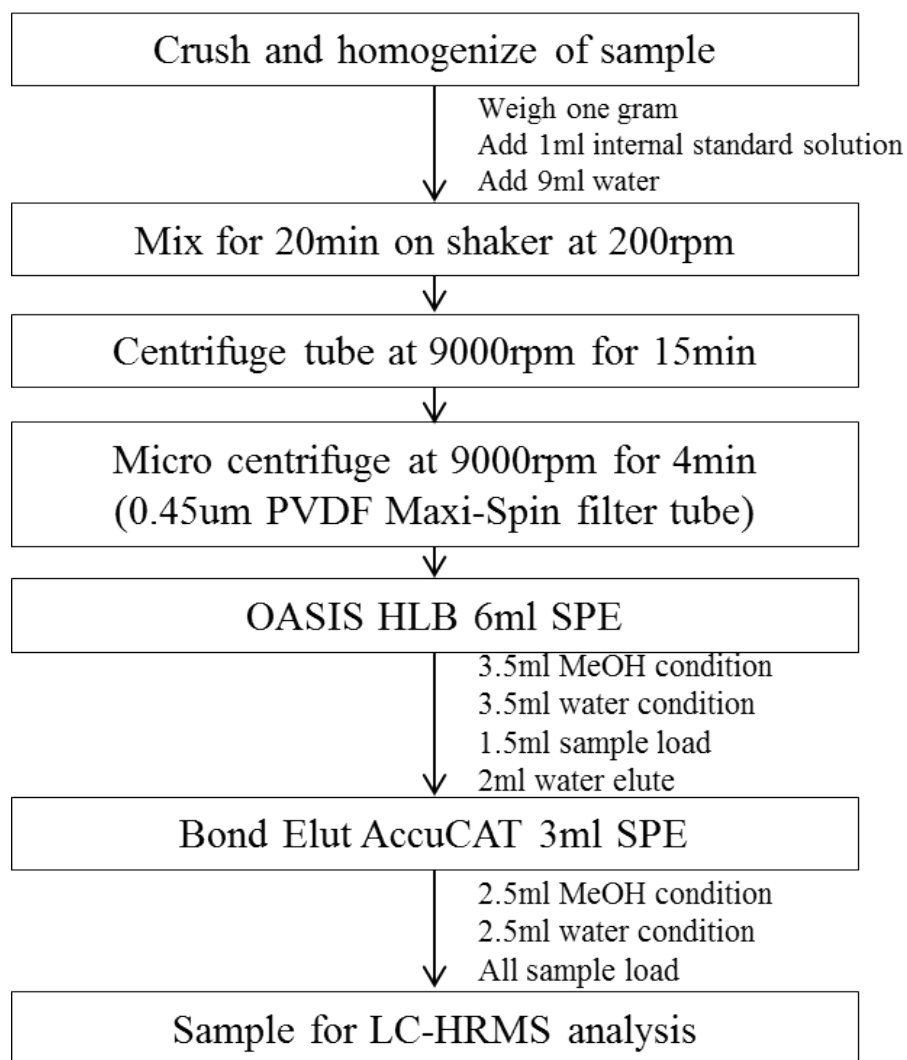 Crush and homogenize of sample
Weigh one gram
Add 1ml internal standard solution
Add 9ml water
Mix for 20min on shaker at 200rpm
Centrifuge tube at 9000rpm for 15min
Micro centrifuge at 9000rpm for 4min
(0.45um PVDF Maxi-Spin filter tube)
OASIS HLB 6ml SPE
3.5ml MeOH condition
3.5ml water condition
1.5ml sample load
2ml water elute
Bond Elut AccuCAT 3ml SPE
2.5ml MeOH condition
2.5ml water condition
All sample load
Sample for LC-HRMS analysis